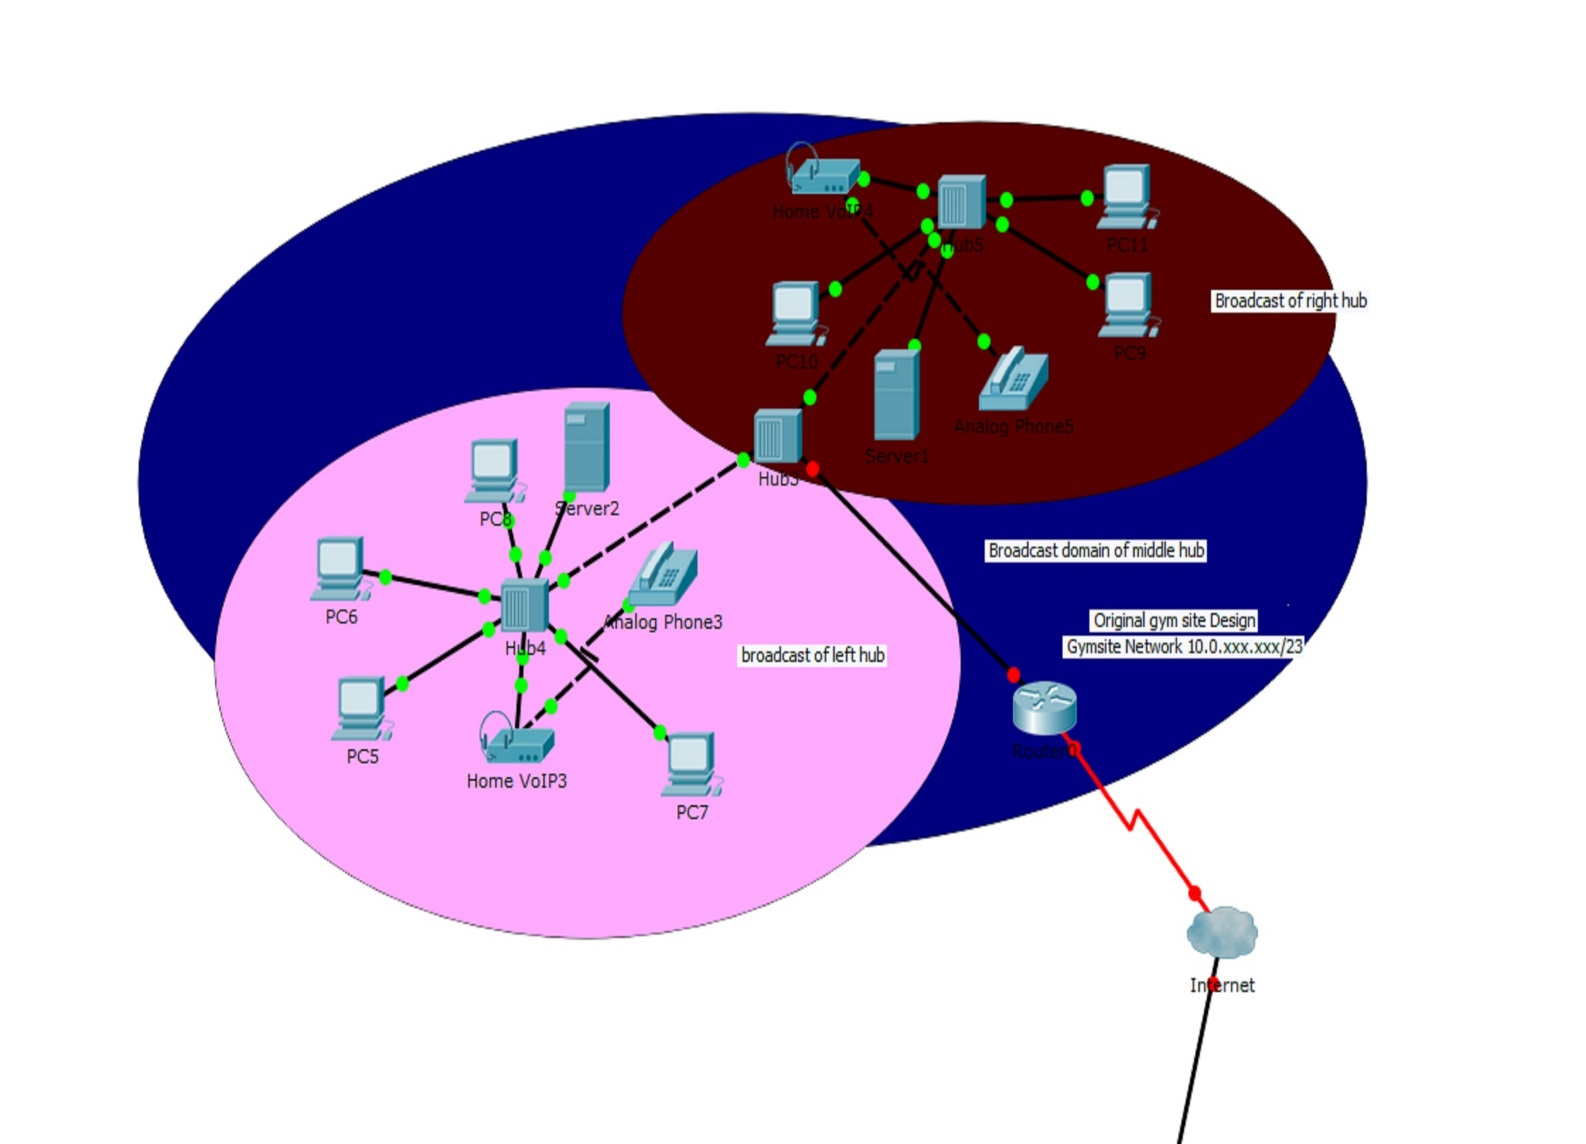 Home VoIP4
Hub5
PC11
Broadcast of right hub
PC10
PC9
Analog Phone5
Server1
Hub3
PC8
Server2
Broadcast domain of middle hub
PC6
Analog Phone3
Original gym site Design
Hub4
broadcast of left hub
Gymsite Network 10.0.xxx.xxx/23
PC5
Router0
Home VoIP3
PC7
Internet